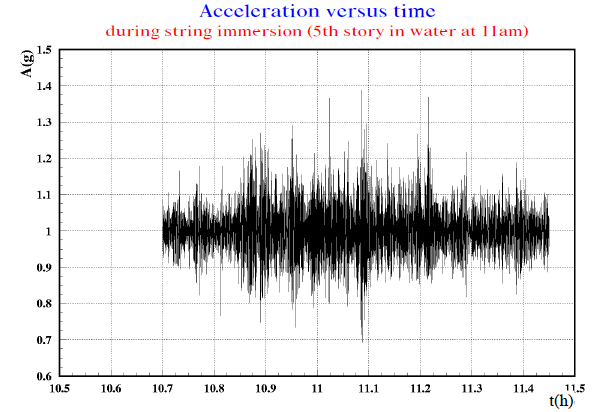 Acceleration versus time
during string immersion (5th story in water at 11am)
A(g)
1.5
1.4
1.3
1.2
1.1
1
0.9
0.8
0.7
0.6
10.5 10.6 10.7 10.8 10.9 11 11.1 11.2 11.3 11.4 11.5
t(h)